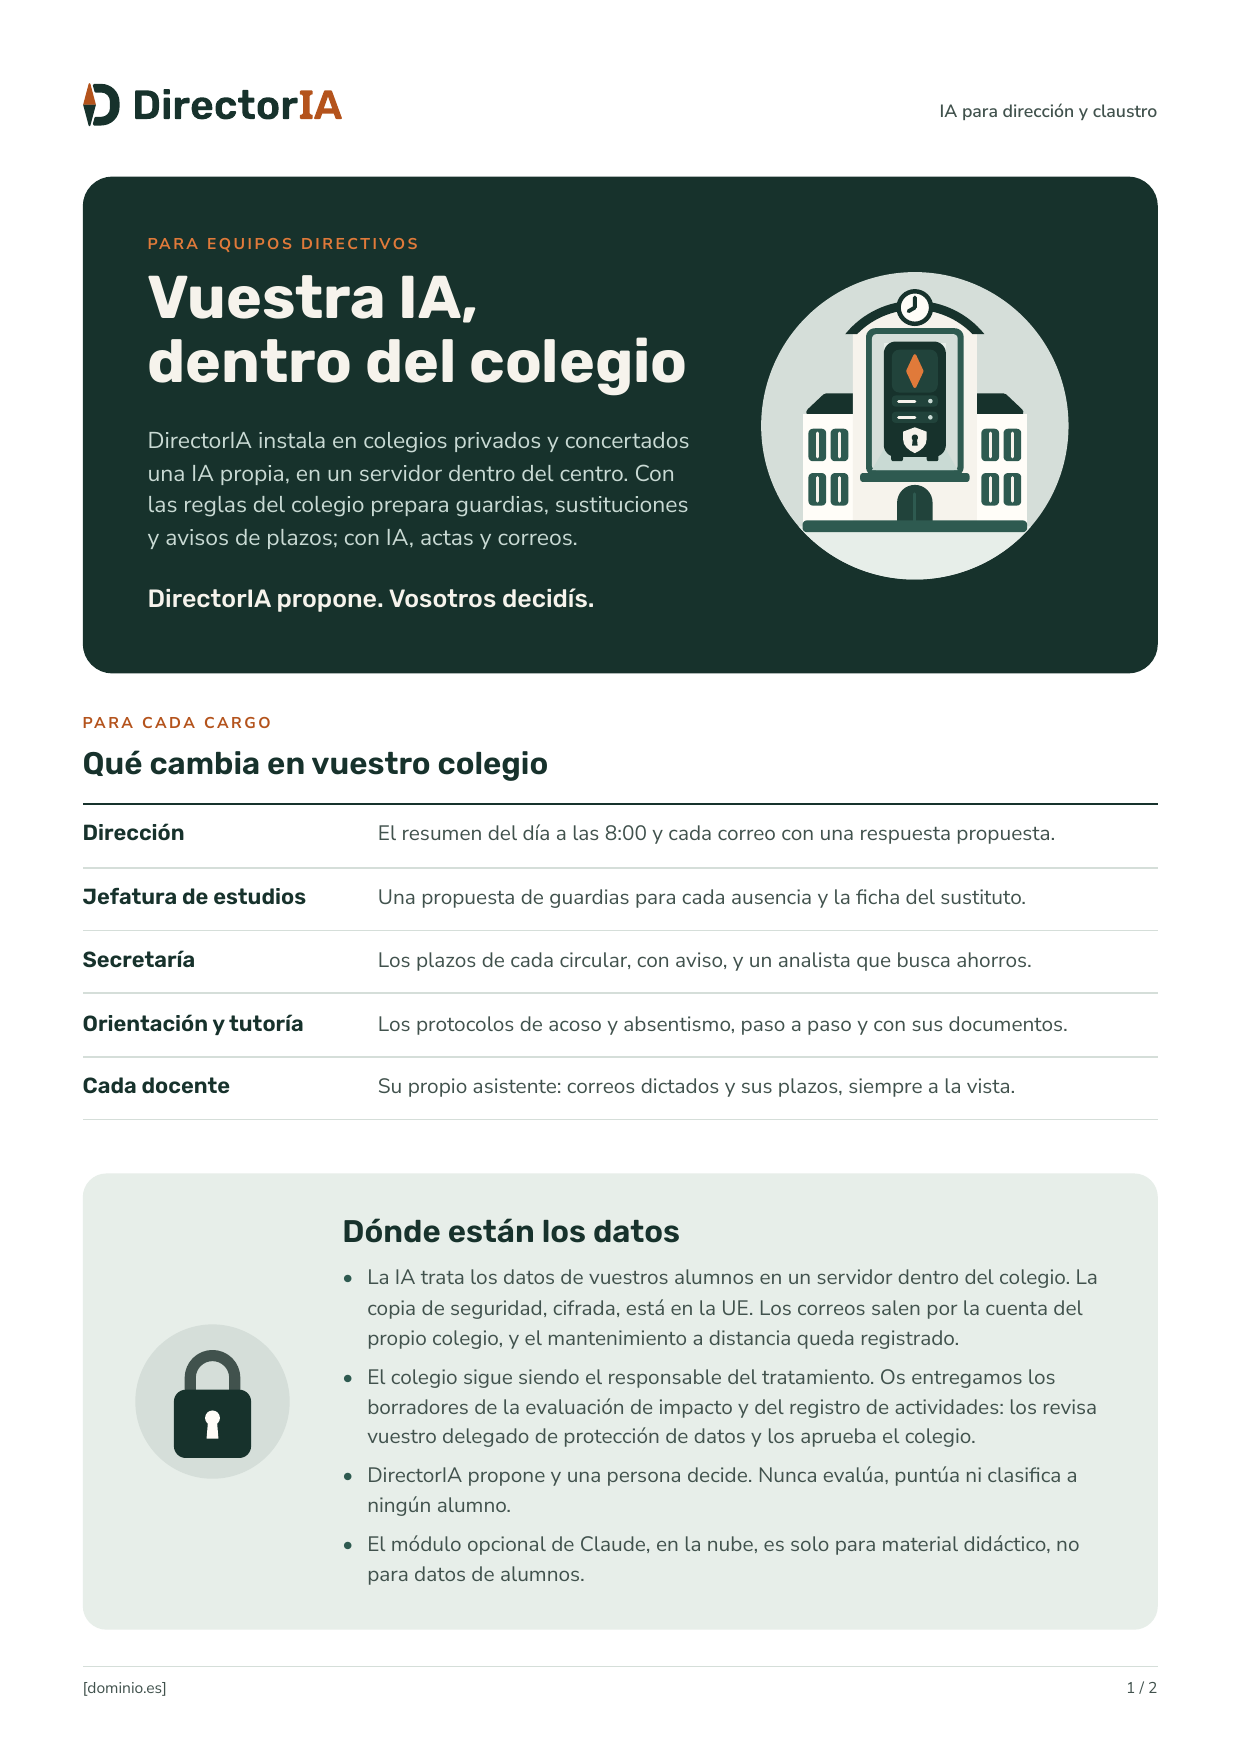 DirectorIA
IA para dirección y claustro
PARA EQUIPOS DIRECTIVOS
Vuestra IA,
dentro del colegio
DirectorIA instala en colegios privados y concertados
una IA propia, en un servidor dentro del centro. Con
las reglas del colegio prepara guardias, sustituciones
y avisos de plazos; con IA, actas y correos.
DirectorIA propone. Vosotros decidís.
PARA CADA CARGO
Qué cambia en vuestro colegio
Dirección
El resumen del día a las 8:00 y cada correo con una respuesta propuesta.
Jefatura de estudios
Una propuesta de guardias para cada ausencia y la ficha del sustituto.
Secretaría
Los plazos de cada circular, con aviso, y un analista que busca ahorros.
Orientación y tutoría
Los protocolos de acoso y absentismo, paso a paso y con sus documentos.
Cada docente
Su propio asistente: correos dictados y sus plazos, siempre a la vista.
Dónde están los datos
• La IA trata los datos de vuestros alumnos en un servidor dentro del colegio. La
copia de seguridad, cifrada, está en la UE. Los correos salen por la cuenta del
propio colegio, y el mantenimiento a distancia queda registrado.
• El colegio sigue siendo el responsable del tratamiento. Os entregamos los
borradores de la evaluación de impacto y del registro de actividades: los revisa
vuestro delegado de protección de datos y los aprueba el colegio.
• DirectorIA propone y una persona decide. Nunca evalúa, puntúa ni clasifica a
ningún alumno.
• El módulo opcional de Claude, en la nube, es solo para material didáctico, no
para datos de alumnos.
[dominio.es]
1 / 2